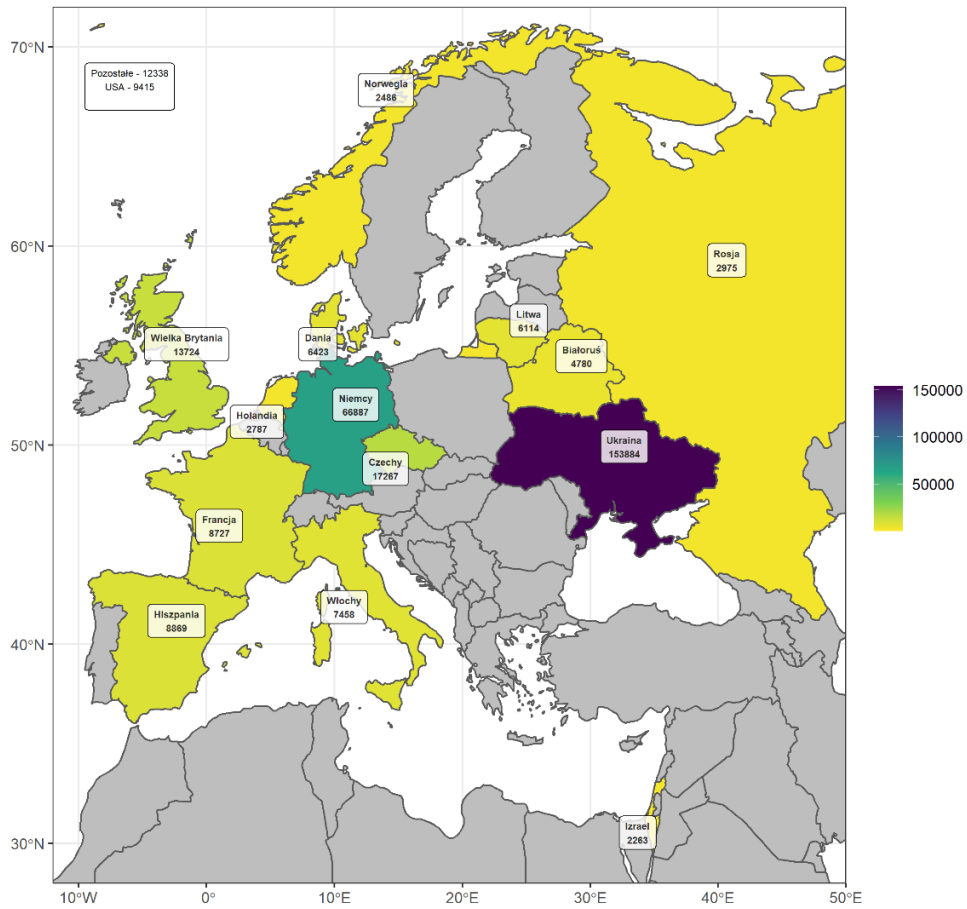 70°N
Pozostałe - 12338
USA - 9415
Norwegia
2486
60°N
Rosja
2975
Litwa
6114
Wielka Brytania
13724
Dania
6423
Białoruś
4780
Niemcy
66887
Holandia
2787
150000
100000
50000
50°N
Ukraina
153884
Czechy
17267
Francja
8727
Włochy
7458
Hiszpania
8869
40°N
30°N
Izrael
2263
10°W
0°
10°E
20°E
30°E
40°E
50°E